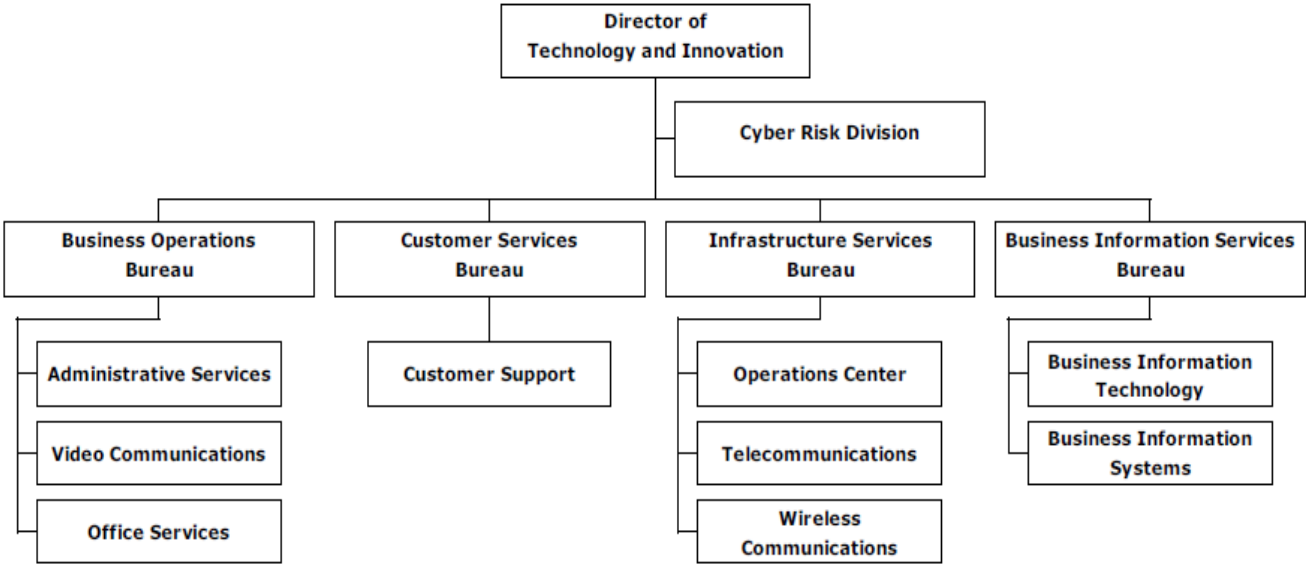 Director of
Technology and Innovation
Cyber Risk Division
Business Operations
Bureau
Customer Services
Bureau
Infrastructure Services
Bureau
Business Information Services
Bureau
Administrative Services
Video Communications
Office Services
Customer Support
Operations Center
Telecommunications
Wireless
Communications
Business Information
Technology
Business Information
Systems